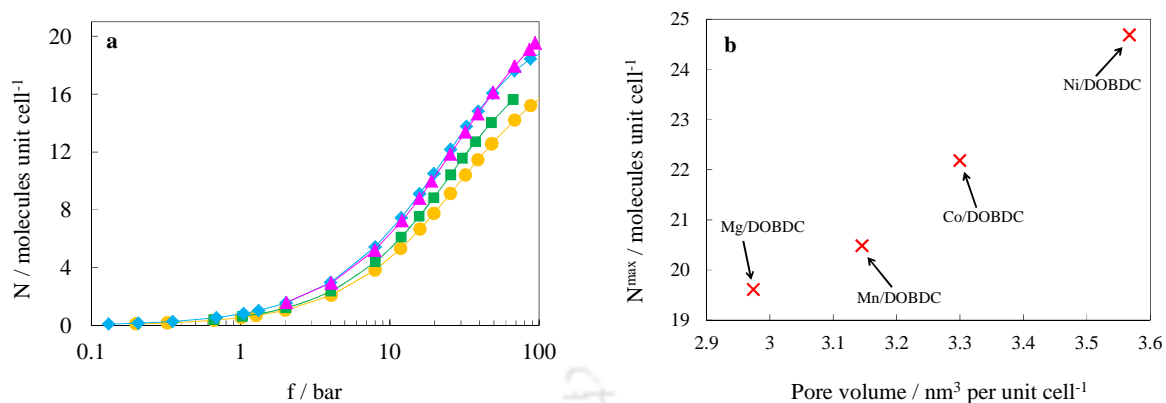 a
20
16
12
8
4
0
N / molecules unit cell-1
0.1 1 10 100
f / bar
b
25
24
23
22
21
20
19
Nmax / molecules unit cell-1
Ni/DOBDC
Co/DOBDC
Mg/DOBDC
Mn/DOBDC
2.9 3 3.1 3.2 3.3 3.4 3.5 3.6
Pore volume / nm3 per unit cell-1